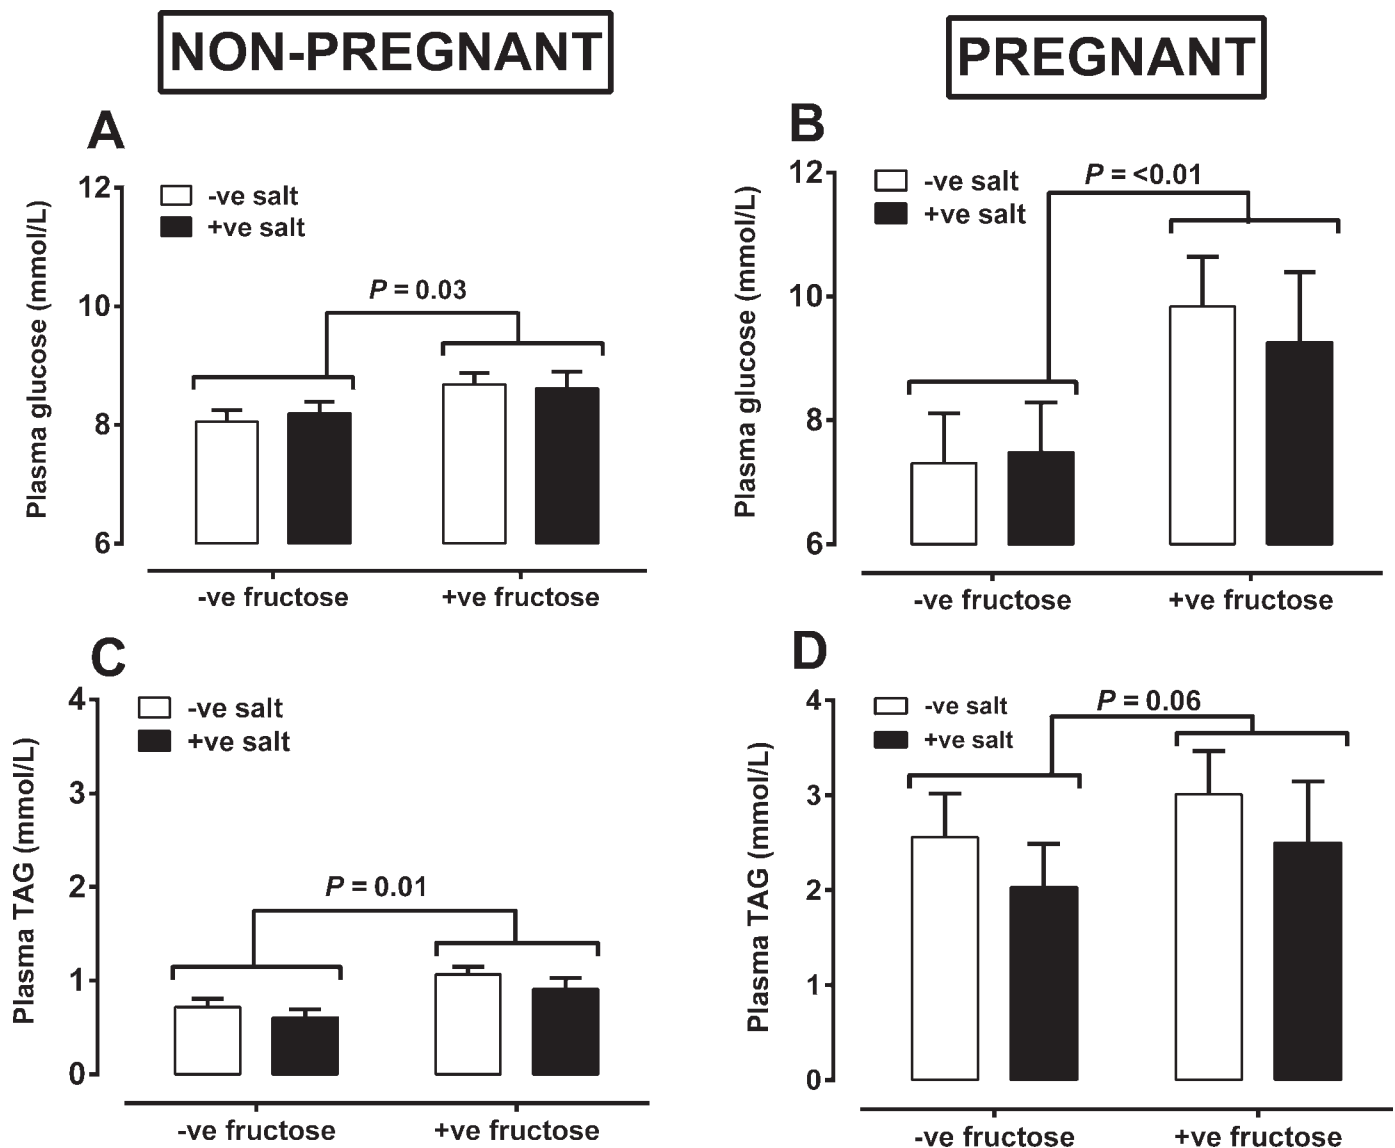 NON-PREGNANT
PREGNANT
A
-ve salt
+ve salt
P = 0.03
Plasma glucose (mmol/L)
12
10
8
6
-ve fructose
+ve fructose
B
-ve salt
+ve salt
P = <0.01
Plasma glucose (mmol/L)
12
10
8
6
-ve fructose
+ve fructose
C
-ve salt
+ve salt
P = 0.01
Plasma TAG (mmol/L)
4
3
2
1
0
-ve fructose
+ve fructose
D
-ve salt
+ve salt
P = 0.06
Plasma TAG (mmol/L)
4
3
2
1
0
-ve fructose
+ve fructose